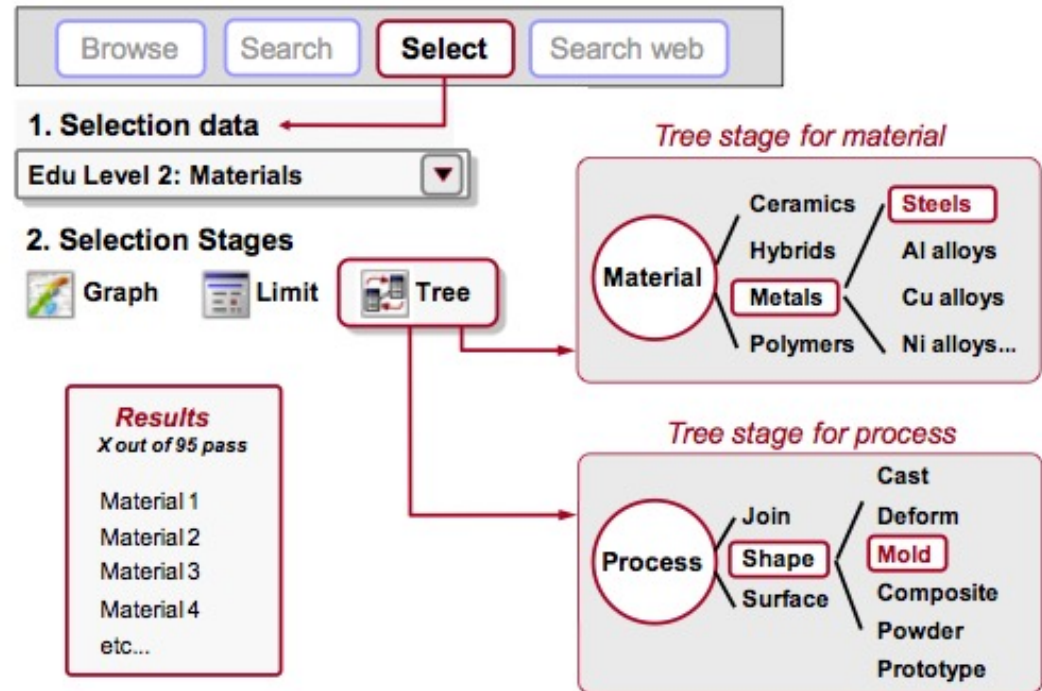 Browse Search Select Search web
1. Selection data
Edu Level 2: Materials
2. Selection Stages
Graph Limit Tree
Results
X out of 95 pass
Material 1
Material 2
Material 3
Material 4
etc...
Tree stage for material
Material
Ceramics
Hybrids
Metals
Polymers
Steels
Al alloys
Cu alloys
Ni alloys...
Tree stage for process
Process
Join
Shape
Surface
Cast
Deform
Mold
Composite
Powder
Prototype